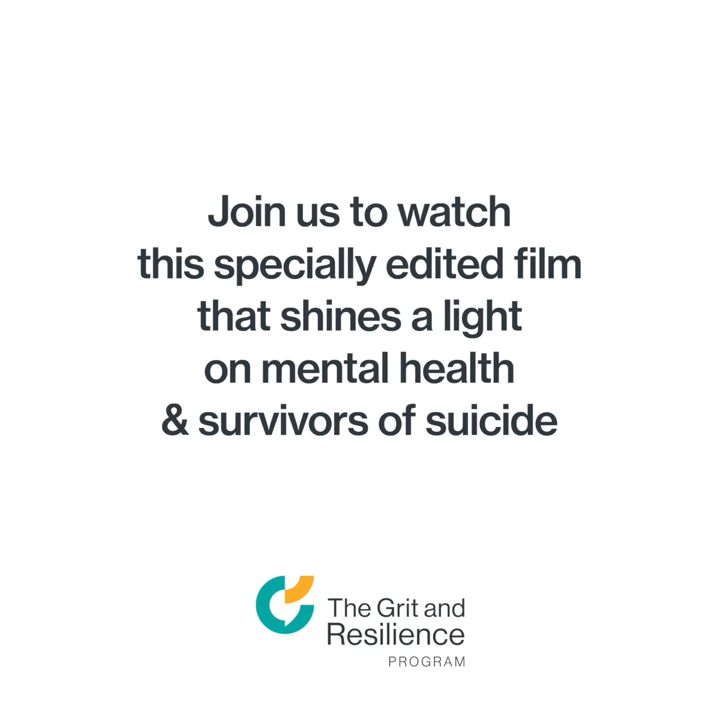 Join us to watch
this specially edited film
that shines a light
on mental health
& survivors of suicide
The Grit and
Resilience
PROGRAM